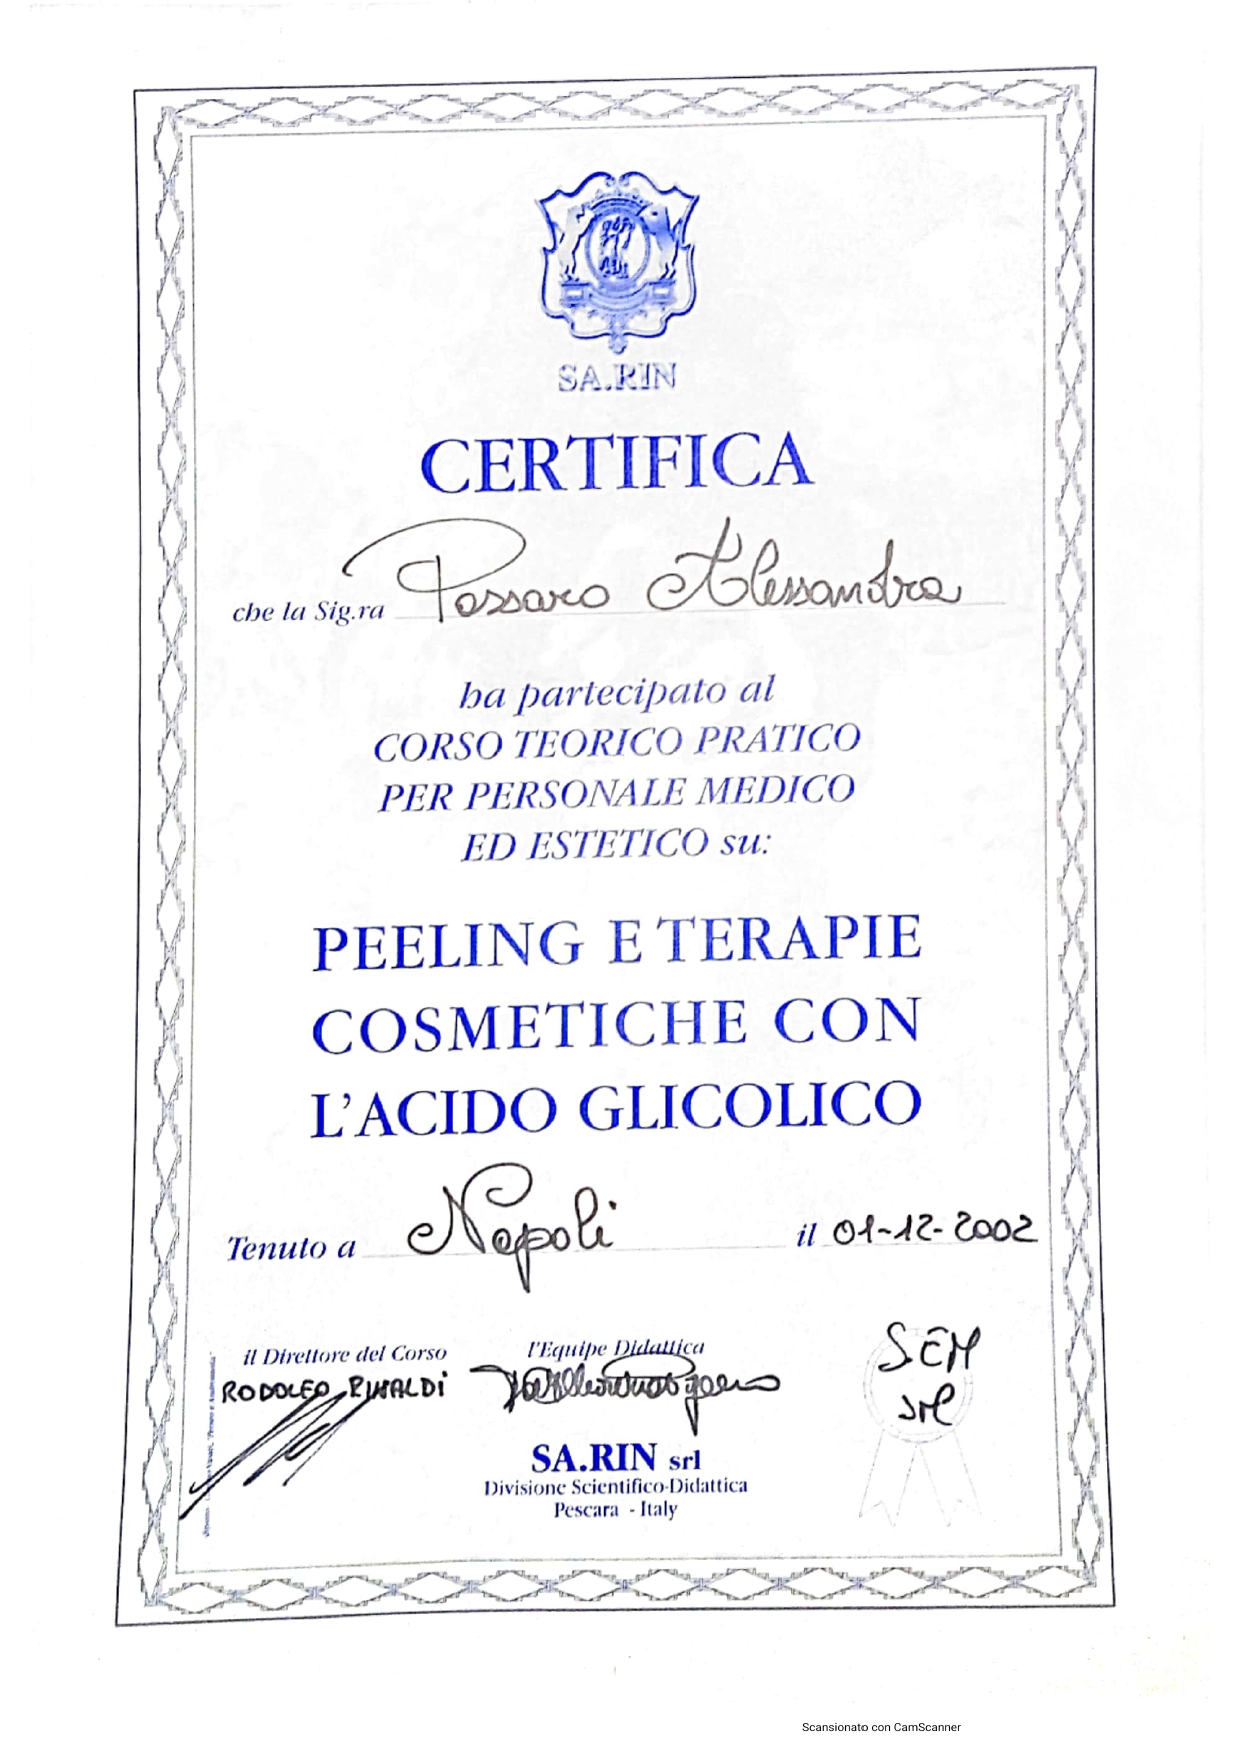 SA.RIN
CERTIFICA
che la Sig.ra Passaro Alessandra
ha partecipato al
CORSO TEORICO PRATICO
PER PERSONALE MEDICO
ED ESTETICO su:
PEELING E TERAPIE
COSMETICHE CON
L'ACIDO GLICOLICO
Tenuto a Napoli il 01-12-2002
il Direttore del Corso
RODOLFO RINALDI
l'Equipe Didattica
SEM
srl
SA.RIN srl
Divisione Scientifico-Didattica
Pescara - Italy
Scansionato con CamScanner